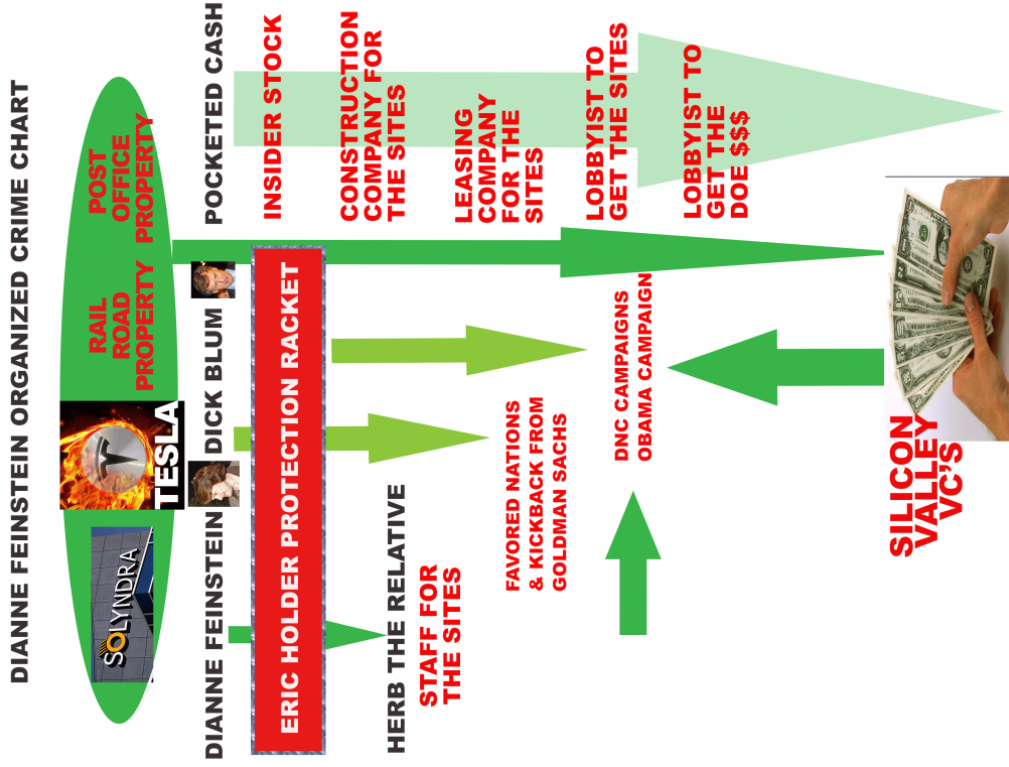 DIANNE FEINSTEIN ORGANIZED CRIME CHART
SOLYNDRA
TESLA
RAIL
ROAD
PROPERTY
POST
OFFICE
PROPERTY
DIANNE FEINSTEIN
DICK BLUM
POCKETED CASH
ERIC HOLDER PROTECTION RACKET
INSIDER STOCK
CONSTRUCTION
COMPANY FOR
THE SITES
LEASING
COMPANY
FOR THE
SITES
LOBBYIST TO
GET THE SITES
LOBBYIST TO
GET THE
DOE $$$
HERB THE RELATIVE
STAFF FOR
THE SITES
FAVORED NATIONS
& KICKBACK FROM
GOLDMAN SACHS
DNC CAMPAIGNS
OBAMA CAMPAIGN
SILICON
VALLEY
VC'S